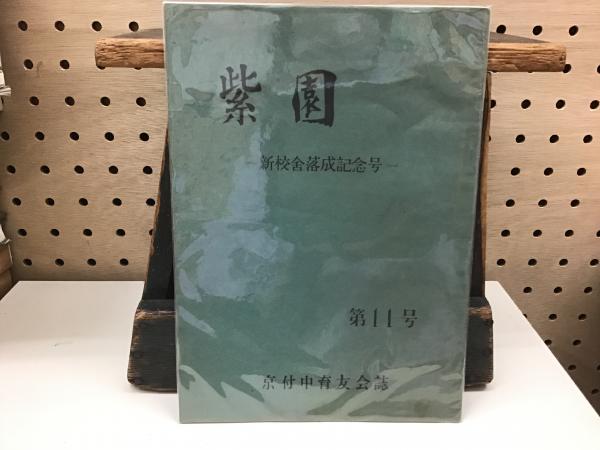 紫園
—新校舎落成記念号—
第11号
京付中育友会誌